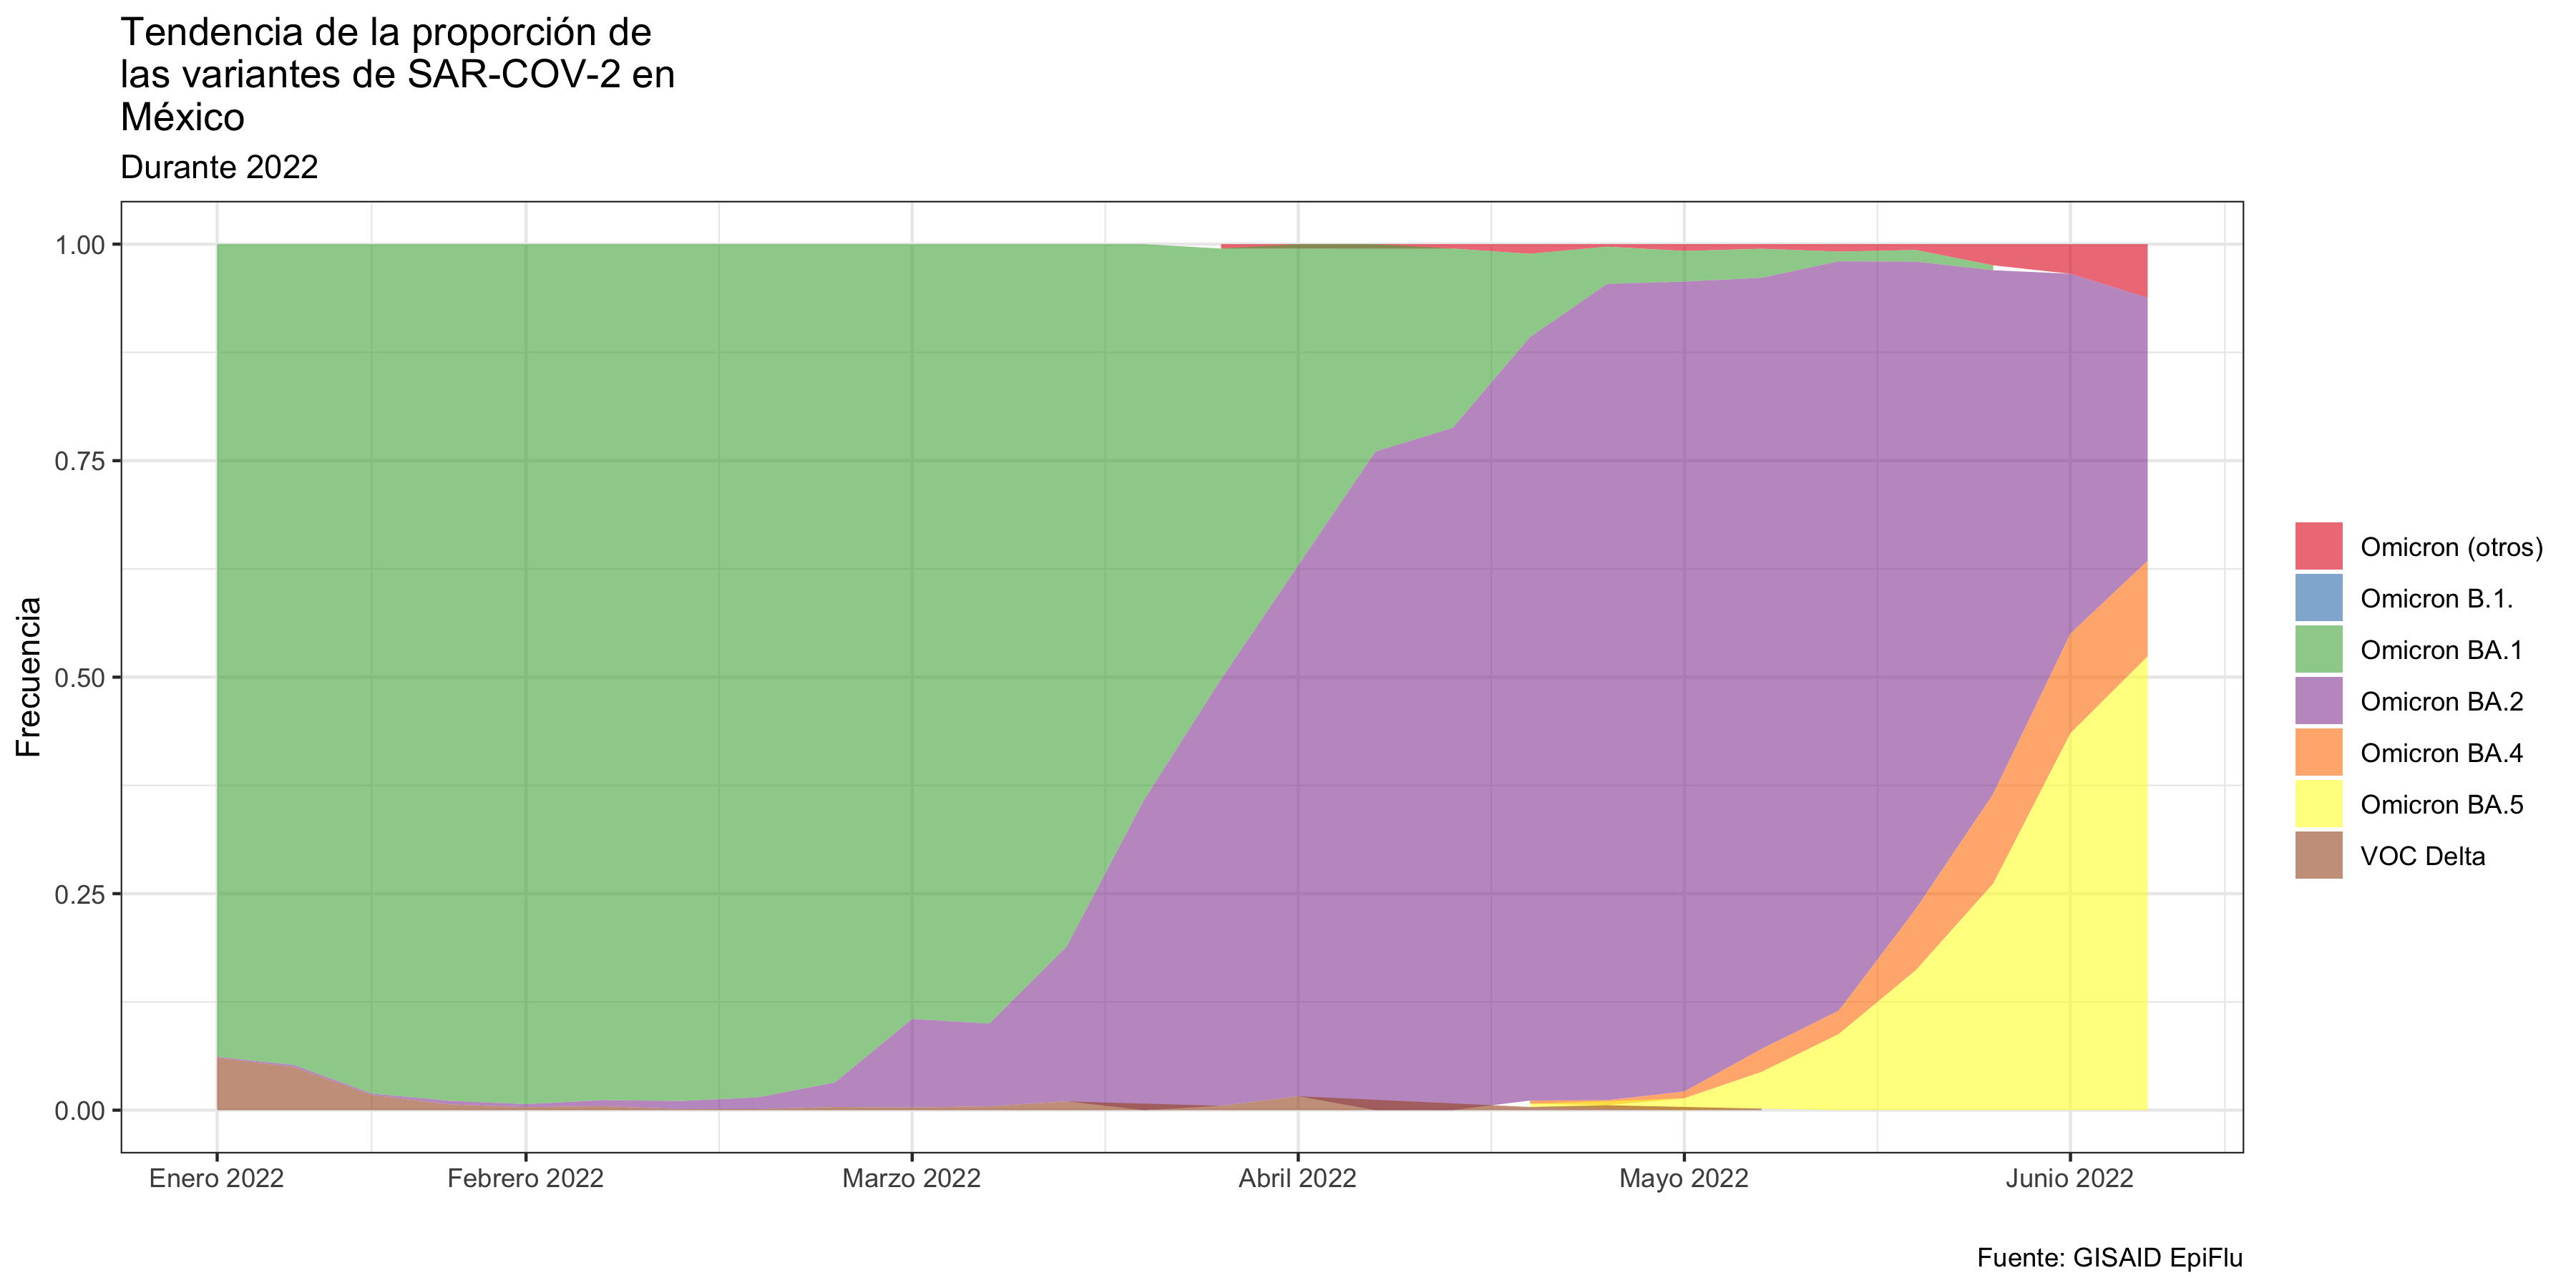 Tendencia de la proporción de
las variantes de SAR-COV-2 en
México
Durante 2022
Frecuencia
1.00
0.75
0.50
0.25
0.00
Enero 2022
Febrero 2022
Marzo 2022
Abril 2022
Mayo 2022
Junio 2022
Omicron (otros)
Omicron B.1.
Omicron BA.1
Omicron BA.2
Omicron BA.4
Omicron BA.5
VOC Delta
Fuente: GISAID EpiFlu